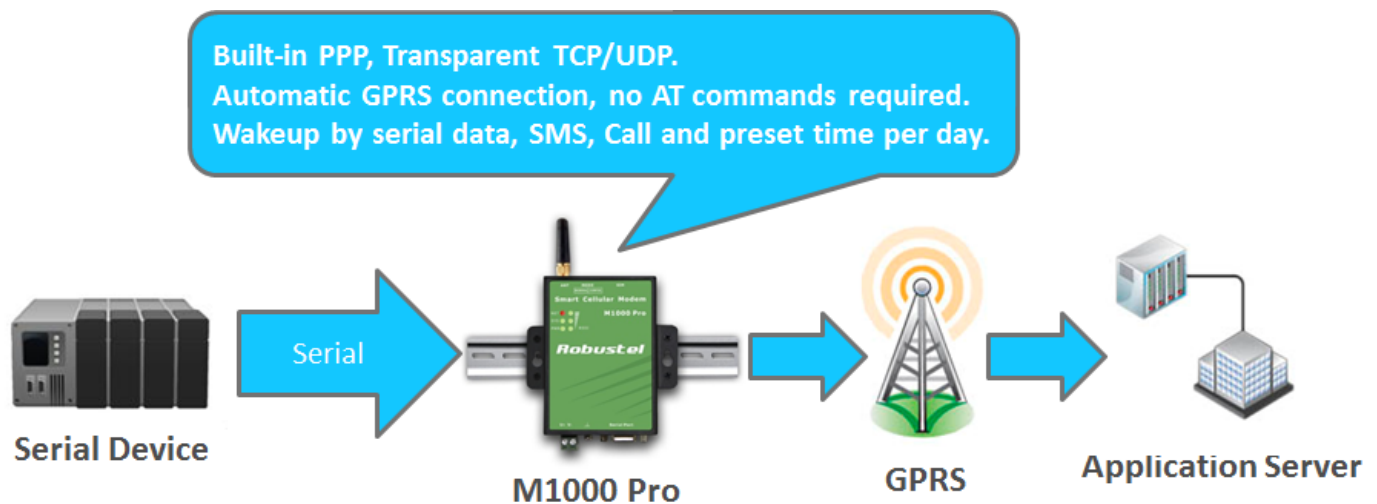 Built-in PPP, Transparent TCP/UDP.
Automatic GPRS connection, no AT commands required.
Wakeup by serial data, SMS, Call and preset time per day.
Serial
Smart Cellular Modem
M1000 Pro
Robustel
Serial Port
Serial Device
M1000 Pro
GPRS
Application Server